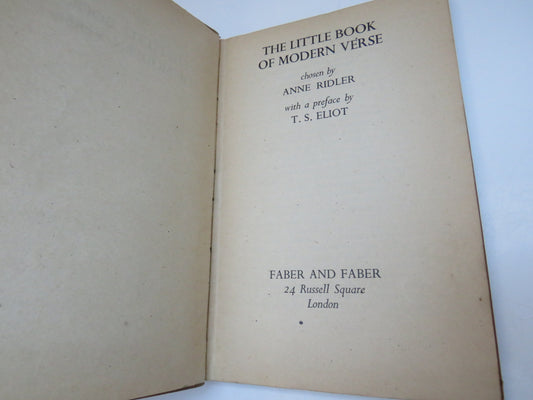 THE LITTLE BOOK
OF MODERN VERSE
chosen by
ANNE RIDLER
with a preface by
T. S. ELIOT
FABER AND FABER
24 Russell Square
London